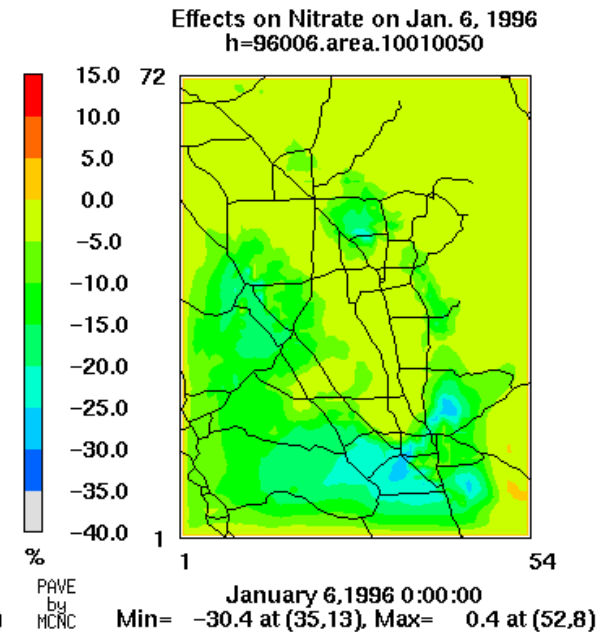 Effects on Nitrate on Jan. 6, 1996
h=96006.area.10010050
15.0
10.0
5.0
0.0
−5.0
−10.0
−15.0
−20.0
−25.0
−30.0
−35.0
−40.0
%
72
1
1 54
PAVE
by
MCNC
January 6,1996 0:00:00
Min= −30.4 at (35,13), Max= 0.4 at (52,8)